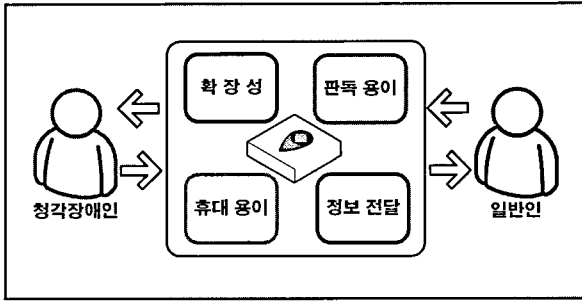 확 장 성
판독 용이
청각장애인
휴대 용이
정보 전달
일반인